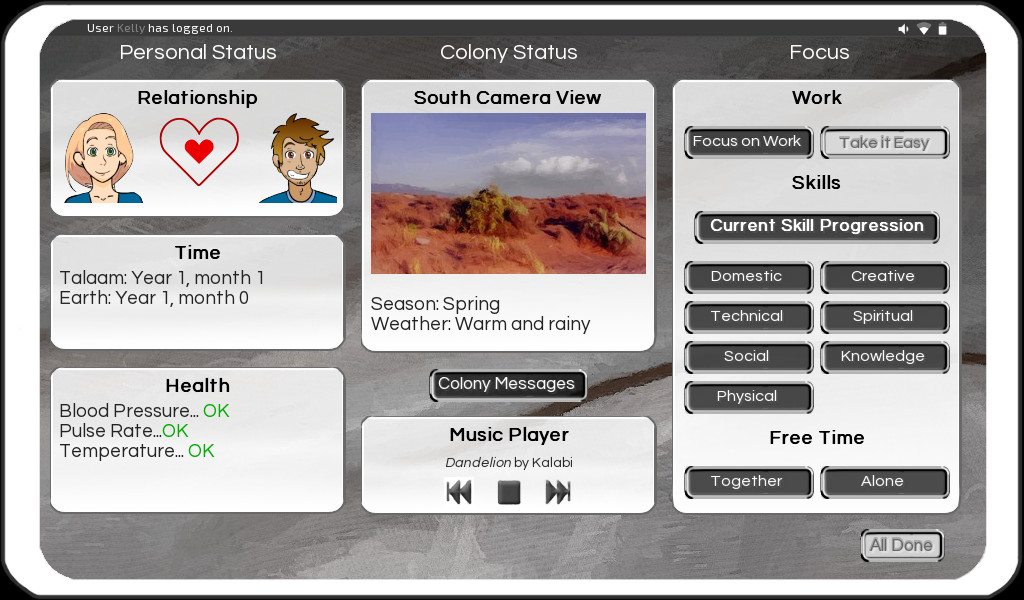 User Kelly has logged on.
Personal Status
Relationship
Time
Talaam: Year 1, month 1
Earth: Year 1, month 0
Health
Blood Pressure... OK
Pulse Rate...OK
Temperature... OK
Colony Status
South Camera View
Season: Spring
Weather: Warm and rainy
Colony Messages
Music Player
Dandelion by Kalabi
Focus
Work
Focus on Work
Take it Easy
Skills
Current Skill Progression
Domestic
Creative
Technical
Spiritual
Social
Knowledge
Physical
Free Time
Together
Alone
All Done